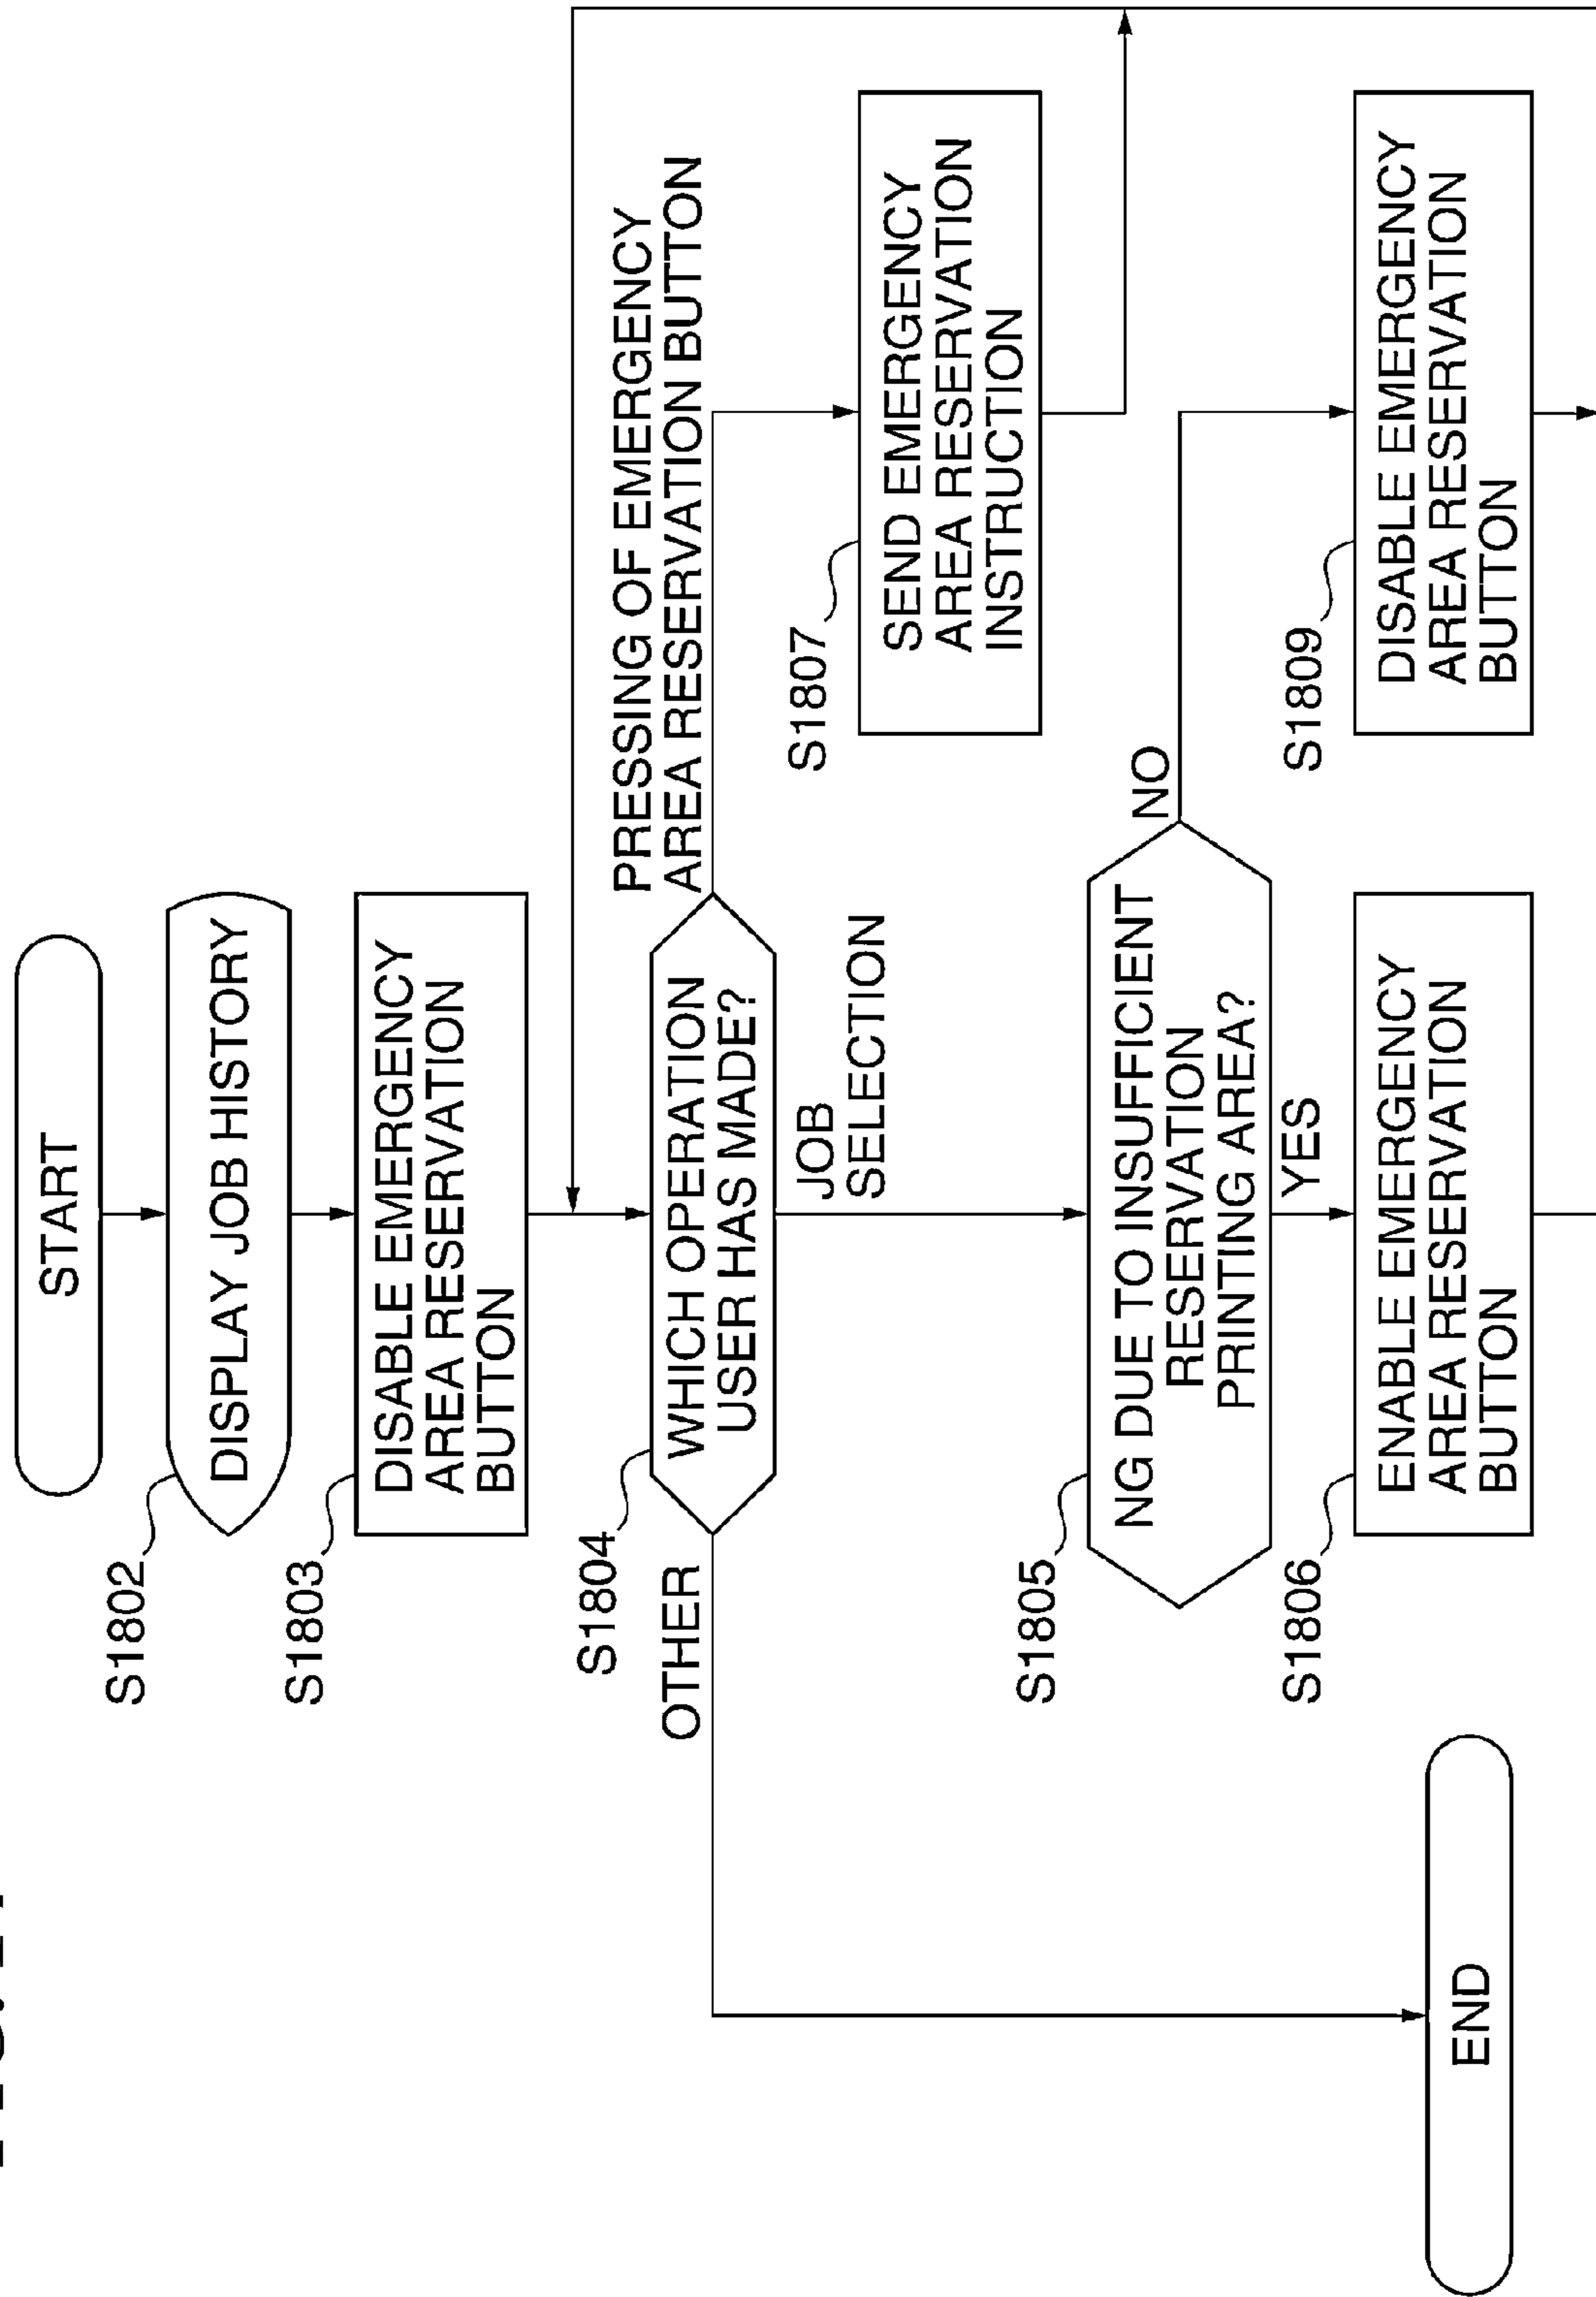 START
S1802
DISPLAY JOB HISTORY
S1803
DISABLE EMERGENCY
AREA RESERVATION
BUTTON
S1804
WHICH OPERATION
USER HAS MADE?
OTHER
PRESSING OF EMERGENCY
AREA RESERVATION BUTTON
JOB
SELECTION
S1807
SEND EMERGENCY
AREA RESERVATION
INSTRUCTION
S1805
NG DUE TO INSUFFICIENT
RESERVATION
PRINTING AREA?
NO
YES
S1806
ENABLE EMERGENCY
AREA RESERVATION
BUTTON
S1809
DISABLE EMERGENCY
AREA RESERVATION
BUTTON
END